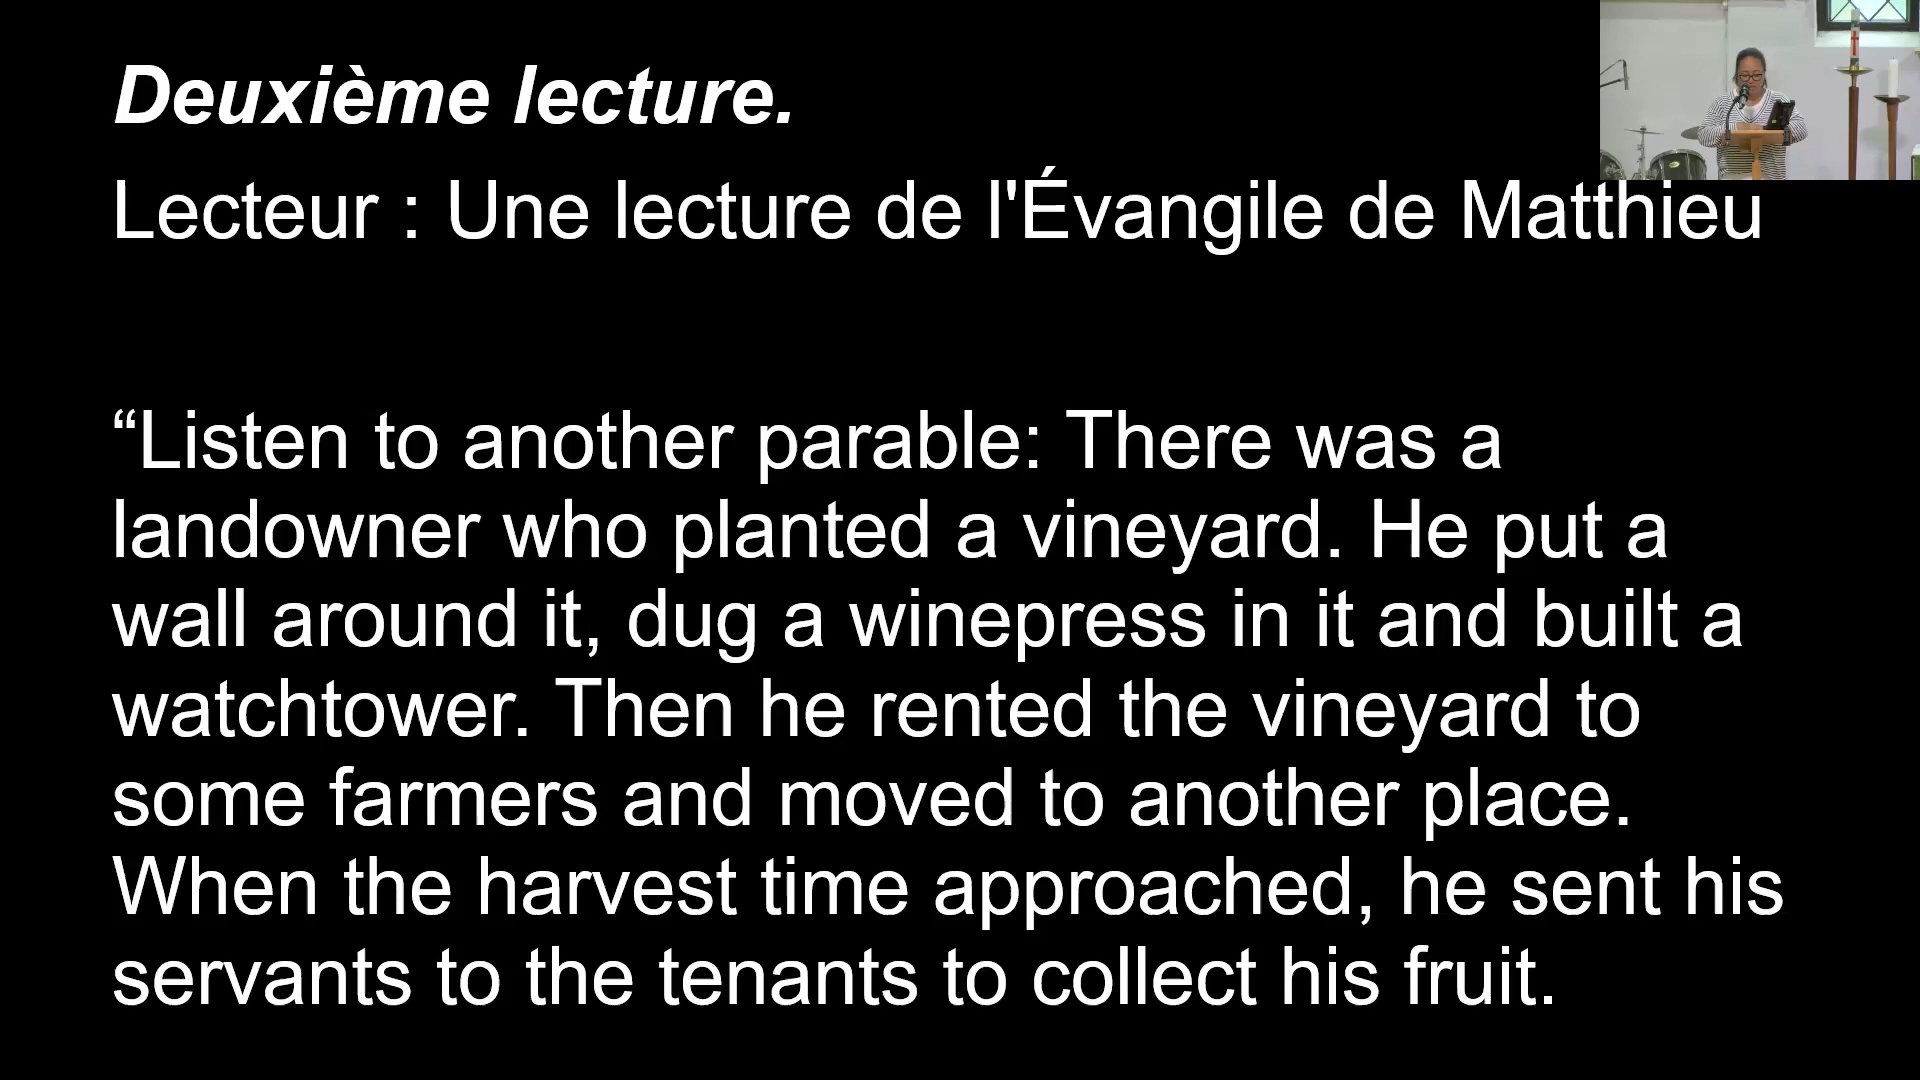 Deuxième lecture.
Lecteur : Une lecture de l'Évangile de Matthieu
“Listen to another parable: There was a
landowner who planted a vineyard. He put a
wall around it, dug a winepress in it and built a
watchtower. Then he rented the vineyard to
some farmers and moved to another place.
When the harvest time approached, he sent his
servants to the tenants to collect his fruit.